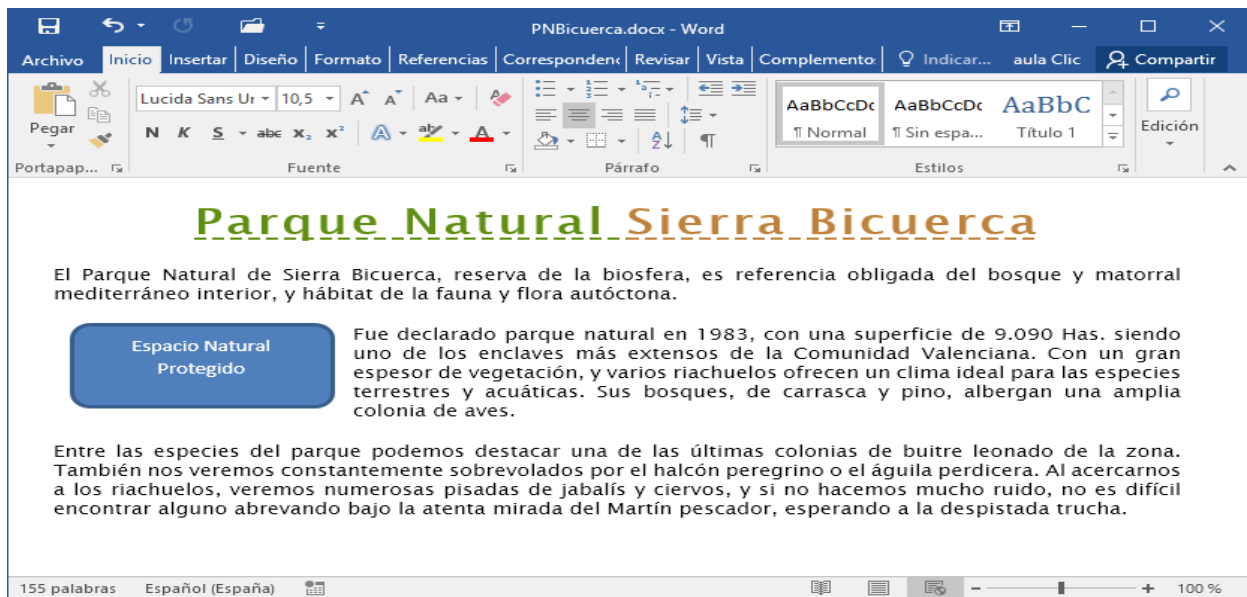 PNBicuerca.docx - Word
Archivo Inicio Insertar Diseño Formato Referencias Correspondenc Revisar Vista Complemento Indicar... aula Clic Compartir
Pegar
Lucida Sans Ur 10,5 A A Aa
N K S abc x₂ x² A aby A
AaBbCcDc AaBbCcDc AaBbC
¶ Normal ¶ Sin espa... Título 1
Edición
Portapap... Fuente Párrafo Estilos
Parque Natural Sierra Bicuerca
El Parque Natural de Sierra Bicuerca, reserva de la biosfera, es referencia obligada del bosque y matorral
mediterráneo interior, y hábitat de la fauna y flora autóctona.
Espacio Natural
Protegido
Fue declarado parque natural en 1983, con una superficie de 9.090 Has. siendo
uno de los enclaves más extensos de la Comunidad Valenciana. Con un gran
espesor de vegetación, y varios riachuelos ofrecen un clima ideal para las especies
terrestres y acuáticas. Sus bosques, de carrasca y pino, albergan una amplia
colonia de aves.
Entre las especies del parque podemos destacar una de las últimas colonias de buitre leonado de la zona.
También nos veremos constantemente sobrevolados por el halcón peregrino o el águila perdicera. Al acercarnos
a los riachuelos, veremos numerosas pisadas de jabalís y ciervos, y si no hacemos mucho ruido, no es difícil
encontrar alguno abrevando bajo la atenta mirada del Martín pescador, esperando a la despistada trucha.
155 palabras Español (España) 100 %